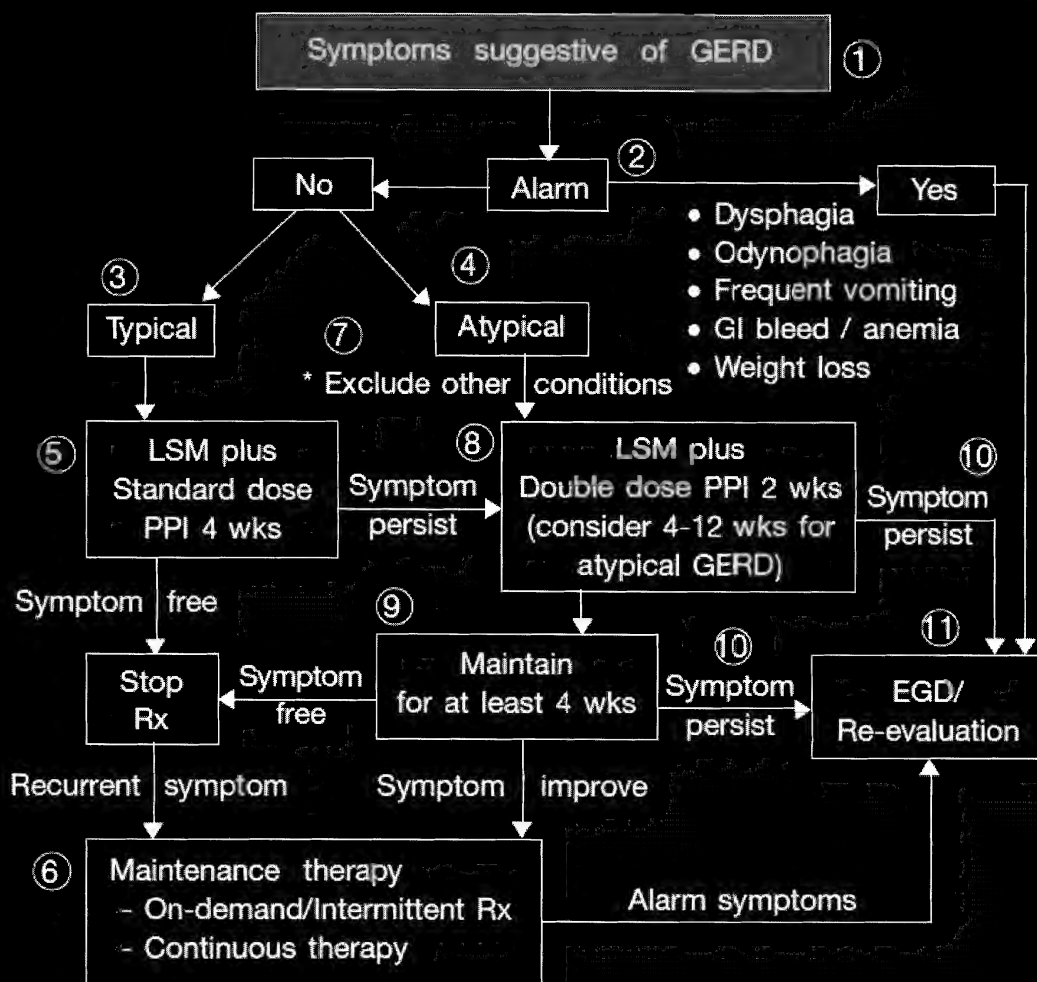 Symptoms suggestive of GERD
①
②
No
Alarm
Yes
• Dysphagia
• Odynophagia
• Frequent vomiting
• GI bleed / anemia
• Weight loss
③
④
Typical
Atypical
⑦
* Exclude other conditions
⑤
LSM plus
Standard dose
PPI 4 wks
Symptom
persist
⑧
LSM plus
Double dose PPI 2 wks
(consider 4-12 wks for
atypical GERD)
⑩
Symptom
persist
Symptom free
⑨
Maintain
for at least 4 wks
Symptom
free
Stop
Rx
⑩
Symptom
persist
⑪
EGD/
Re-evaluation
Recurrent symptom
Symptom improve
⑥
Maintenance therapy
- On-demand/Intermittent Rx
- Continuous therapy
Alarm symptoms